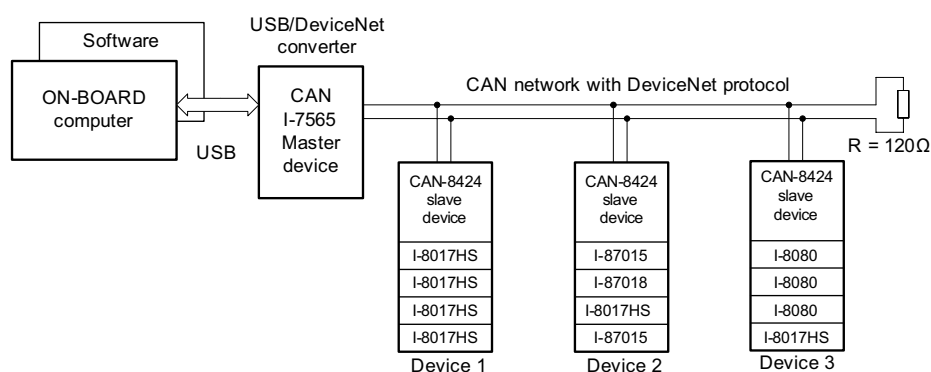 Software
ON-BOARD
computer
USB
USB/DeviceNet
converter
CAN
I-7565
Master
device
CAN network with DeviceNet protocol
R = 120Ω
CAN-8424
slave
device
I-8017HS
I-8017HS
I-8017HS
I-8017HS
Device 1
CAN-8424
slave
device
I-87015
I-87018
I-8017HS
I-87015
Device 2
CAN-8424
slave
device
I-8080
I-8080
I-8080
I-8017HS
Device 3